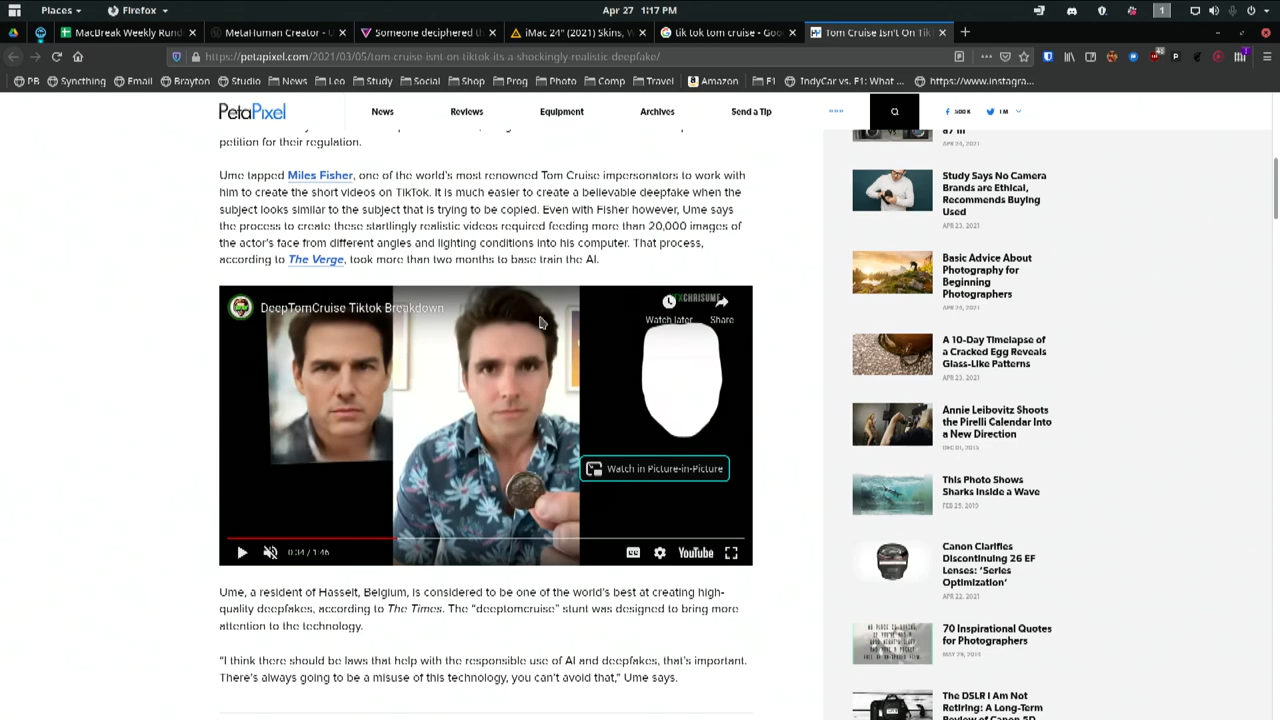 Places
Firefox
Apr 27 1:17 PM
1
MacBreak Weekly Rund
MetaHuman Creator - U
Someone deciphered th
iMac 24" (2021) Skins, W
tik tok tom cruise - Goo
Tom Cruise Isn't On Tik
https://petapixel.com/2021/03/05/tom-cruise-isnt-on-tiktok-its-a-shockingly-realistic-deepfake/
PB
Syncthing
Email
Brayton
Studio
News
Leo
Study
Social
Shop
Prog
Photo
Comp
Travel
Amazon
F1
IndyCar vs. F1: What ...
https://www.instagra...
PetaPixel
News
Reviews
Equipment
Archives
Send a Tip
500K
1M
petition for their regulation.
Ume tapped Miles Fisher, one of the world's most renowned Tom Cruise impersonators to work with
him to create the short videos on TikTok. It is much easier to create a believable deepfake when the
subject looks similar to the subject that is trying to be copied. Even with Fisher however, Ume says
the process to create these startlingly realistic videos required feeding more than 20,000 images of
the actor's face from different angles and lighting conditions into his computer. That process,
according to The Verge, took more than two months to base train the AI.
DeepTomCruise Tiktok Breakdown
Watch later
Share
Watch in Picture-in-Picture
0:34 / 1:46
CC
YouTube
Ume, a resident of Hasselt, Belgium, is considered to be one of the world's best at creating high-
quality deepfakes, according to The Times. The “deeptomcruise” stunt was designed to bring more
attention to the technology.
“I think there should be laws that help with the responsible use of AI and deepfakes, that's important.
There's always going to be a misuse of this technology, you can't avoid that,” Ume says.
APR 24, 2021
Study Says No Camera
Brands are Ethical,
Recommends Buying
Used
APR 23, 2021
Basic Advice About
Photography for
Beginning
Photographers
APR 24, 2021
A 10-Day Timelapse of
a Cracked Egg Reveals
Glass-Like Patterns
APR 23, 2021
Annie Leibovitz Shoots
the Pirelli Calendar Into
a New Direction
DEC 01, 2015
This Photo Shows
Sharks Inside a Wave
FEB 25, 2019
Canon Clarifies
Discontinuing 26 EF
Lenses: ‘Series
Optimization’
APR 22, 2021
70 Inspirational Quotes
for Photographers
The DSLR I Am Not
Retiring: A Long-Term
Review of Canon 5D